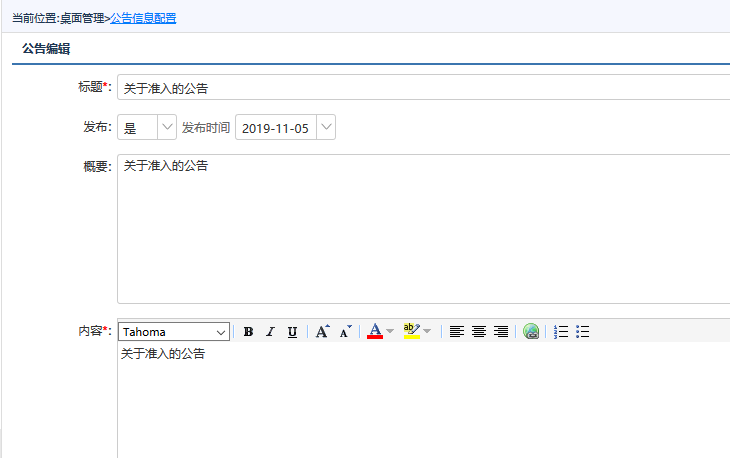 当前位置:桌面管理>公告信息配置
公告编辑
标题*: 关于准入的公告
发布: 是 发布时间 2019-11-05
概要: 关于准入的公告
内容*: Tahoma B I U A A A ab
关于准入的公告